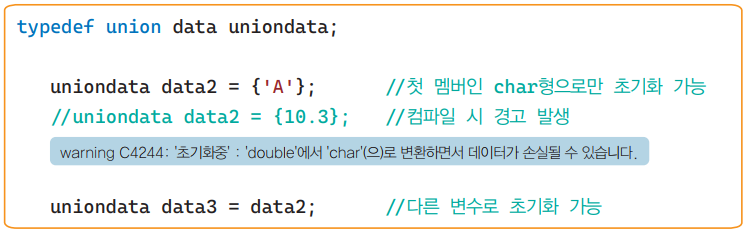 typedef union data uniondata;
uniondata data2 = {'A'}; //첫 멤버인 char형으로만 초기화 가능
//uniondata data2 = {10.3}; //컴파일 시 경고 발생
warning C4244: '초기화중' : 'double'에서 'char'(으)로 변환하면서 데이터가 손실될 수 있습니다.
uniondata data3 = data2; //다른 변수로 초기화 가능